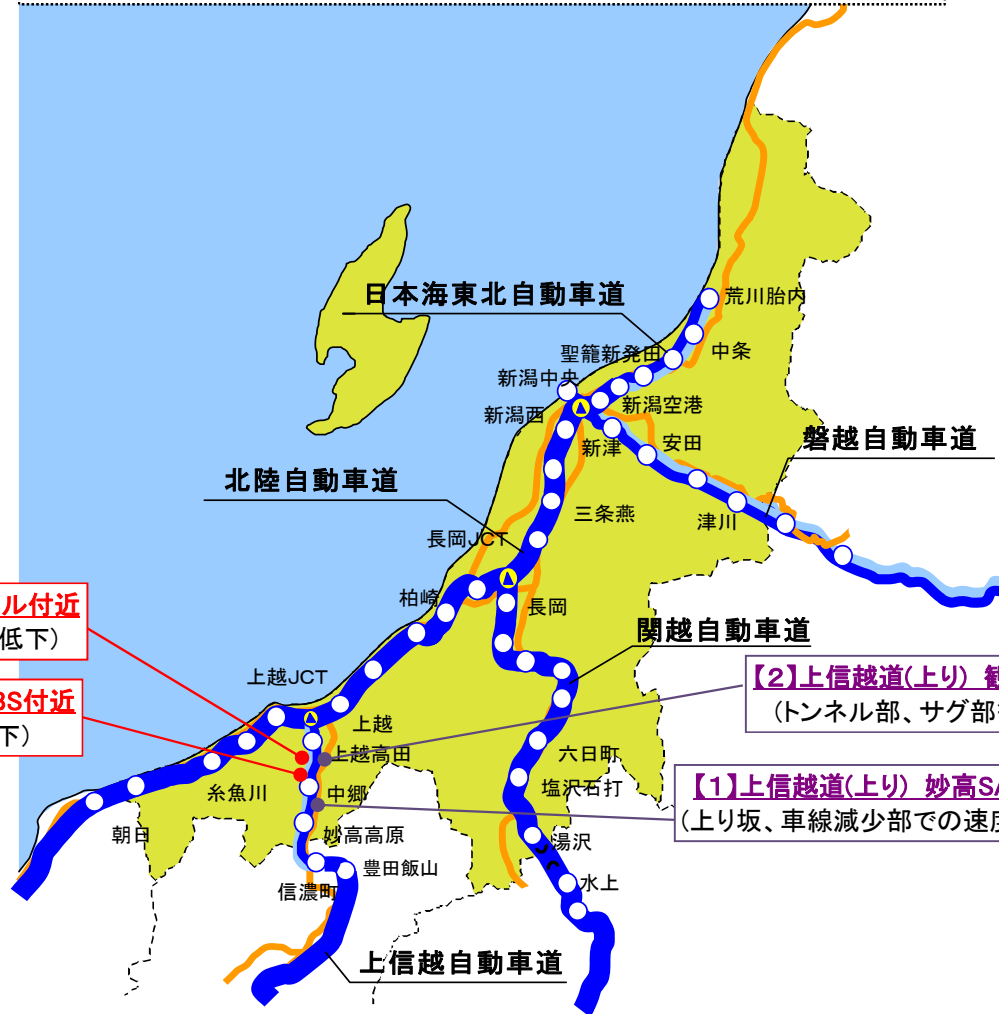 日本海東北自動車道
荒川胎内
聖籠新発田
中条
新潟中央
新潟空港
新潟西
新津
安田
磐越自動車道
北陸自動車道
三条燕
津川
長岡JCT
ル付近
低下）
柏崎
長岡
関越自動車道
上越JCT
BS付近
下）
【2】上信越道(上り) 観
(トンネル部、サグ部
上越
上越高田
六日町
糸魚川
中郷
塩沢石打
【1】上信越道(上り) 妙高SA
(上り坂、車線減少部での速度
朝日
妙高高原
湯沢
豊田飯山
信濃町
水上
上信越自動車道